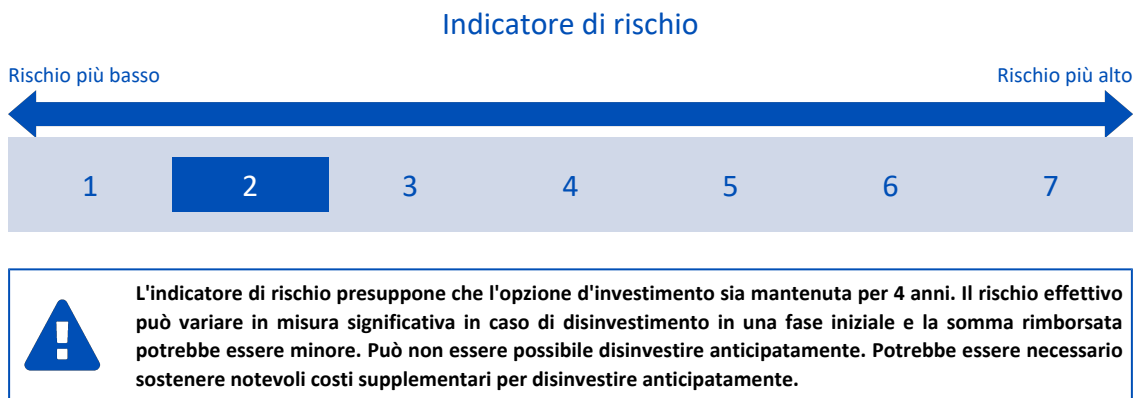 Indicatore di rischio
Rischio più basso Rischio più alto
1 2 3 4 5 6 7
L'indicatore di rischio presuppone che l'opzione d'investimento sia mantenuta per 4 anni. Il rischio effettivo
può variare in misura significativa in caso di disinvestimento in una fase iniziale e la somma rimborsata
potrebbe essere minore. Può non essere possibile disinvestire anticipatamente. Potrebbe essere necessario
sostenere notevoli costi supplementari per disinvestire anticipatamente.